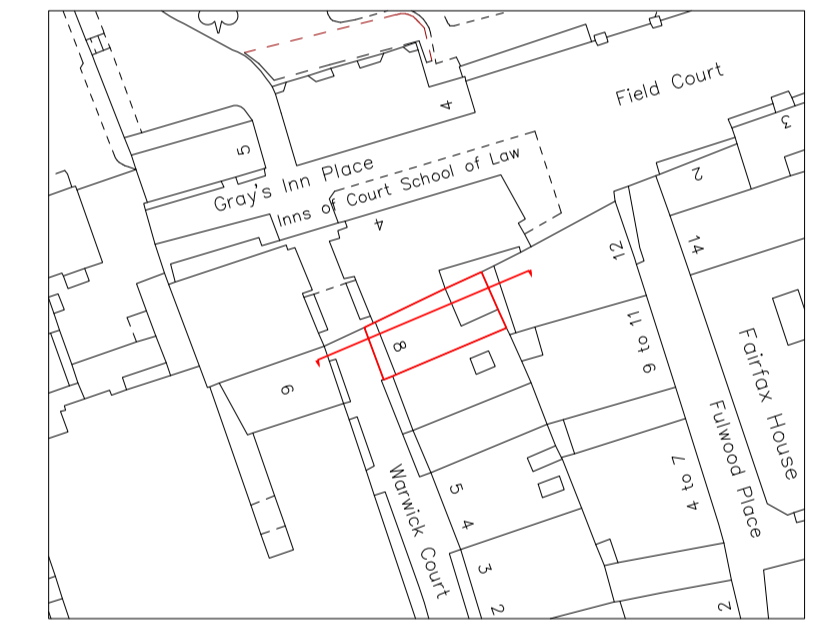 Field Court
4
3
5
Gray's Inn Place
Inns of Court School of Law
2
4
12
14
9 to 11
8
Fairfax House
6
Fulwood Place
Warwick Court
5
4
4 to 7
3
2
2